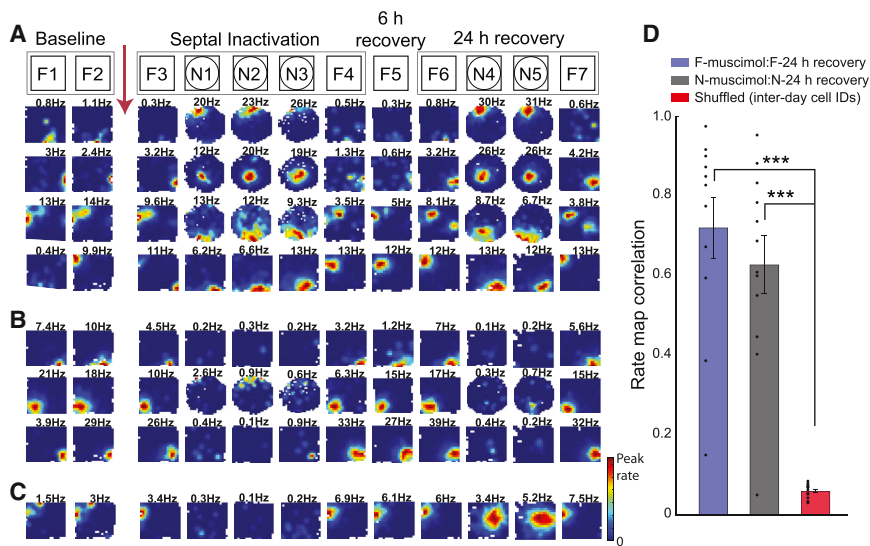 A Baseline Septal Inactivation 6 h recovery 24 h recovery
F1 F2 F3 N1 N2 N3 F4 F5 F6 N4 N5 F7
0.8Hz 1.1Hz 0.3Hz 20Hz 23Hz 26Hz 0.5Hz 0.3Hz 0.8Hz 30Hz 31Hz 0.6Hz
3Hz 2.4Hz 3.2Hz 12Hz 20Hz 19Hz 1.3Hz 0.6Hz 3.2Hz 26Hz 26Hz 4.2Hz
13Hz 14Hz 9.6Hz 13Hz 12Hz 9.3Hz 3.5Hz 5Hz 8.1Hz 8.7Hz 6.7Hz 3.8Hz
0.4Hz 9.9Hz 11Hz 6.2Hz 6.6Hz 13Hz 13Hz 12Hz 12Hz 13Hz 12Hz 13Hz
B
7.4Hz 10Hz 4.5Hz 0.2Hz 0.3Hz 0.2Hz 3.2Hz 1.2Hz 7Hz 0.1Hz 0.2Hz 5.6Hz
21Hz 18Hz 10Hz 2.6Hz 0.9Hz 0.6Hz 6.3Hz 15Hz 17Hz 0.3Hz 0.7Hz 15Hz
3.9Hz 29Hz 26Hz 0.4Hz 0.1Hz 0.9Hz 33Hz 27Hz 39Hz 0.4Hz 0.2Hz 32Hz
C
1.5Hz 3Hz 3.4Hz 0.3Hz 0.1Hz 0.2Hz 6.9Hz 6.1Hz 6Hz 3.4Hz 5.2Hz 7.5Hz
Peak
rate
0
D
F-muscimol:F-24 h recovery
N-muscimol:N-24 h recovery
Shuffled (inter-day cell IDs)
Rate map correlation
1.0
0.8
0.6
0.4
0.2
0
***
***